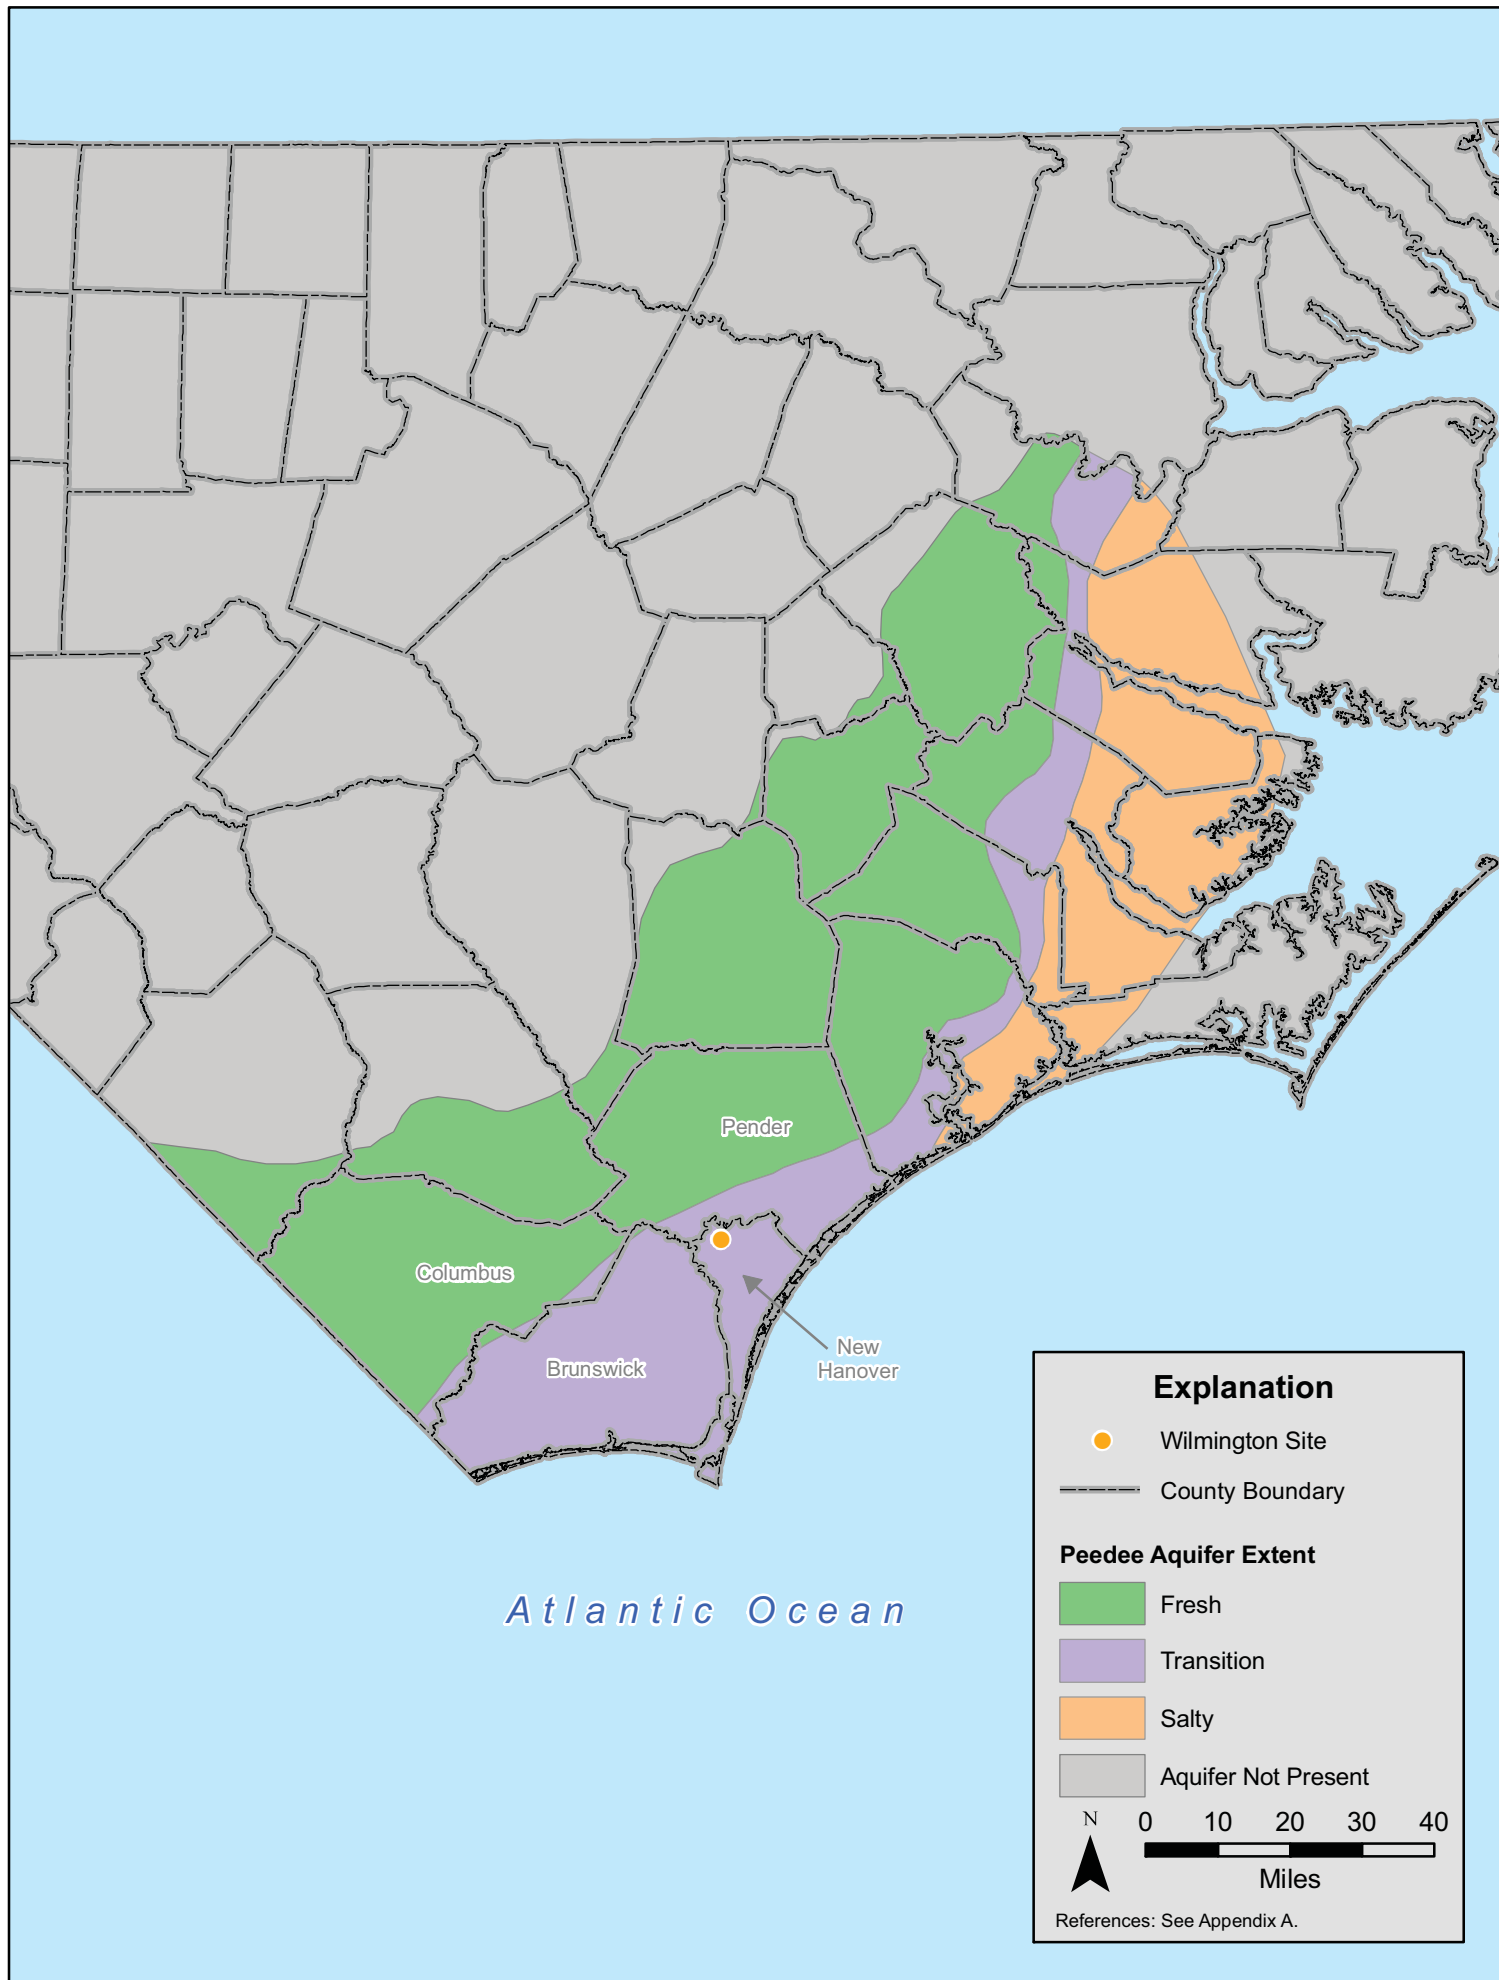 Pender
Columbus
Brunswick
New
Hanover
Atlantic Ocean
Explanation
Wilmington Site
County Boundary
Peedee Aquifer Extent
Fresh
Transition
Salty
Aquifer Not Present
N
0 10 20 30 40
Miles
References: See Appendix A.